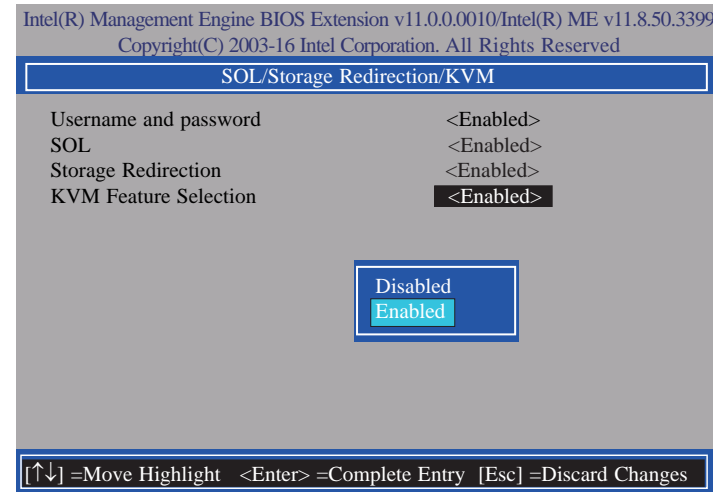 Intel(R) Management Engine BIOS Extension v11.0.0.0010/Intel(R) ME v11.8.50.3399
Copyright(C) 2003-16 Intel Corporation. All Rights Reserved
SOL/Storage Redirection/KVM
Username and password <Enabled>
SOL <Enabled>
Storage Redirection <Enabled>
KVM Feature Selection <Enabled>
Disabled
Enabled
[↑↓] =Move Highlight <Enter> =Complete Entry [Esc] =Discard Changes